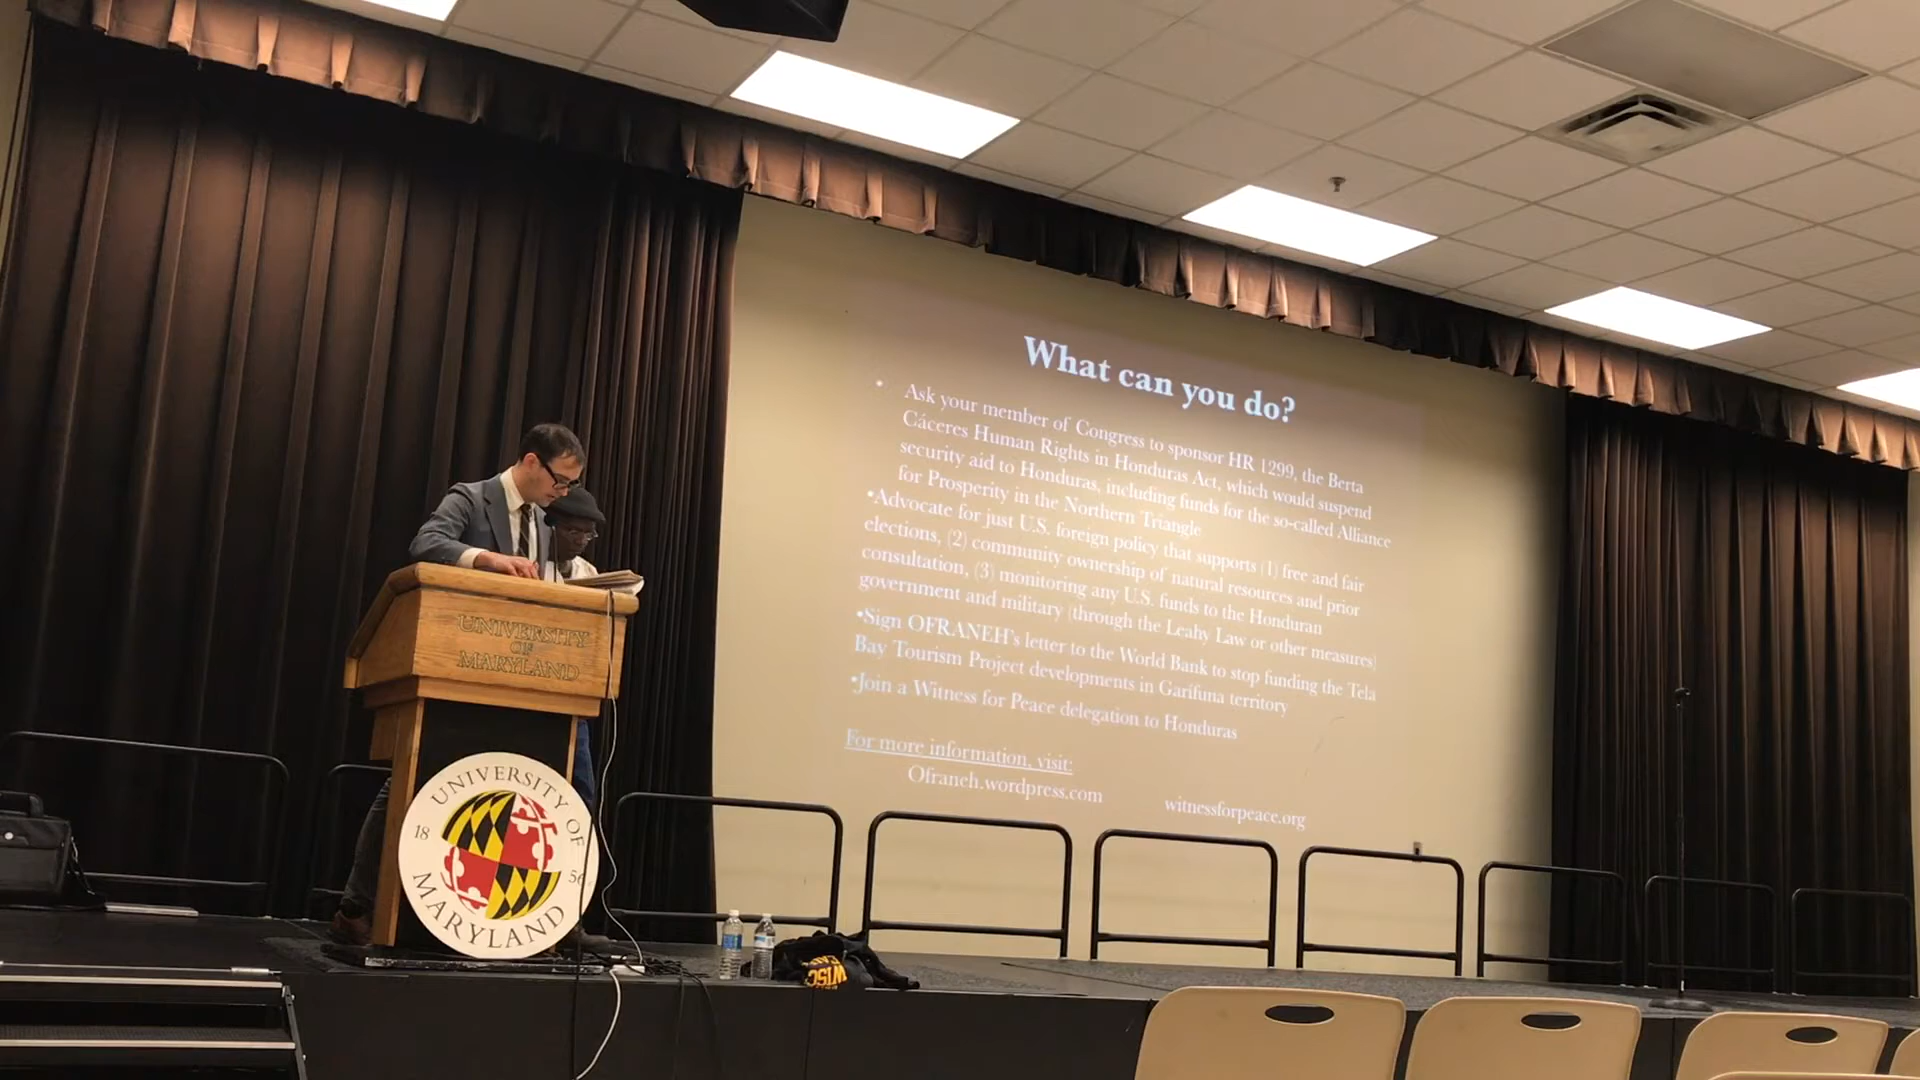 What can you do?
• Ask your member of Congress to sponsor HR 1299, the Berta
Cáceres Human Rights in Honduras Act, which would suspend
security aid to Honduras, including funds for the so-called Alliance
for Prosperity in the Northern Triangle
•Advocate for just U.S. foreign policy that supports (1) free and fair
elections, (2) community ownership of natural resources and prior
consultation, (3) monitoring any U.S. funds to the Honduran
government and military (through the Leahy Law or other measures)
•Sign OFRANEH's letter to the World Bank to stop funding the Tela
Bay Tourism Project developments in Garífuna territory
•Join a Witness for Peace delegation to Honduras
For more information, visit:
Ofraneh.wordpress.com witnessforpeace.org
UNIVERSITY
OF
MARYLAND
UNIVERSITY OF
18 56
MARYLAND